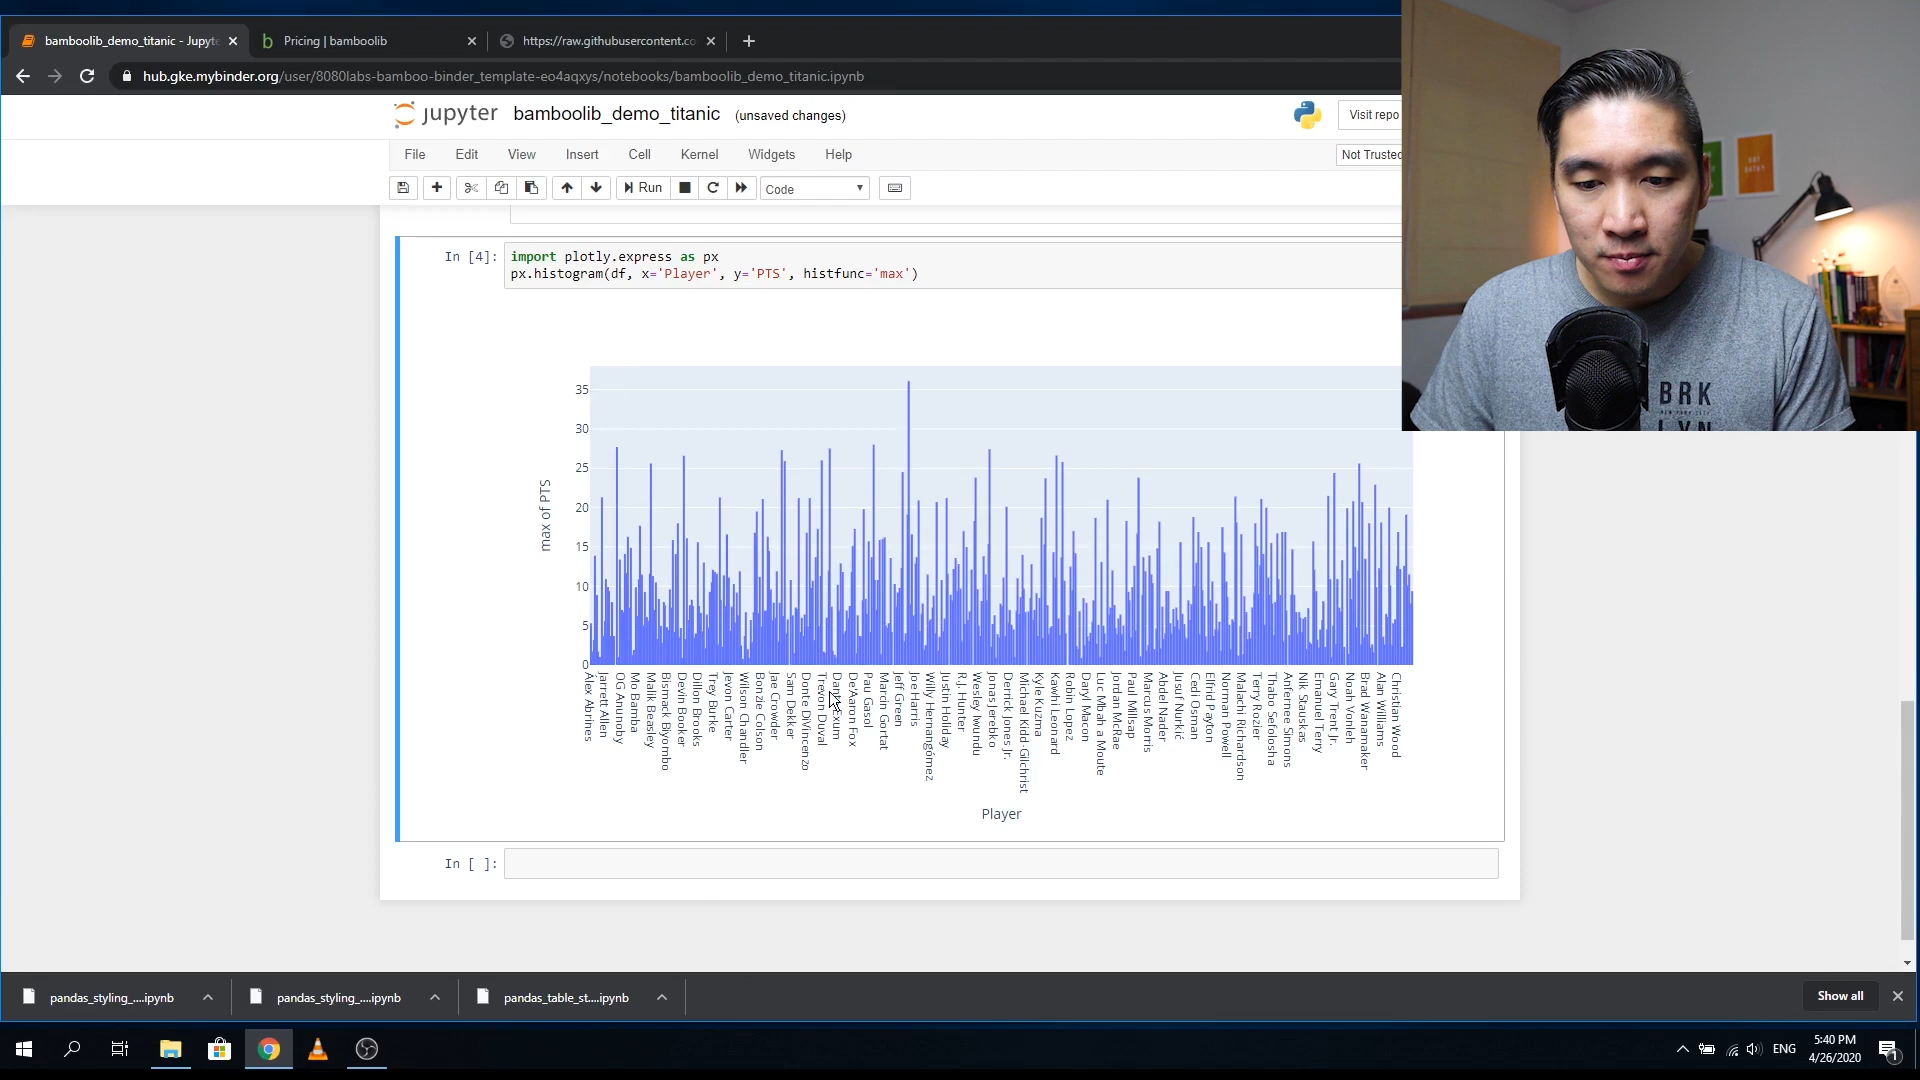 bamboolib_demo_titanic - Jupyte
Pricing | bamboolib
https://raw.githubusercontent.co
hub.gke.mybinder.org/user/8080labs-bamboo-binder_template-eo4aqxys/notebooks/bamboolib_demo_titanic.ipynb
jupyter bamboolib_demo_titanic (unsaved changes)
Visit repo
File Edit View Insert Cell Kernel Widgets Help
Not Trusted
Run
Code
In [4]:
import plotly.express as px
px.histogram(df, x='Player', y='PTS', histfunc='max')
35
30
25
20
15
10
5
0
max of PTS
Álex Abrines
Jarrett Allen
OG Anunoby
Mo Bamba
Malik Beasley
Bismack Biyombo
Devin Booker
Dillon Brooks
Trey Burke
Jevon Carter
Wilson Chandler
Bonzie Colson
Jae Crowder
Sam Dekker
Donte DiVincenzo
Trevon Duval
Exum
De'Aaron Fox
Pau Gasol
Marcin Gortat
Jeff Green
Joe Harris
Willy Hernangómez
Justin Holiday
R.J. Hunter
Wesley Iwundu
Jonas Jerebko
Derrick Jones Jr.
Michael Kidd-Gilchrist
Kyle Kuzma
Kawhi Leonard
Robin Lopez
Daryl Macon
Luc Mbah a Moute
Jordan McRae
Paul Millsap
Marcus Morris
Abdel Nader
Jusuf Nurkić
Cedi Osman
Elfrid Payton
Norman Powell
Malachi Richardson
Terry Rozier
Thabo Sefolosha
Anfernee Simons
Nik Stauskas
Emanuel Terry
Gary Trent Jr.
Noah Vonleh
Brad Wanamaker
Alan Williams
Christian Wood
Player
In [ ]:
BRK
pandas_styling_....ipynb
pandas_styling_....ipynb
pandas_table_st....ipynb
Show all
ENG
5:40 PM
4/26/2020
1